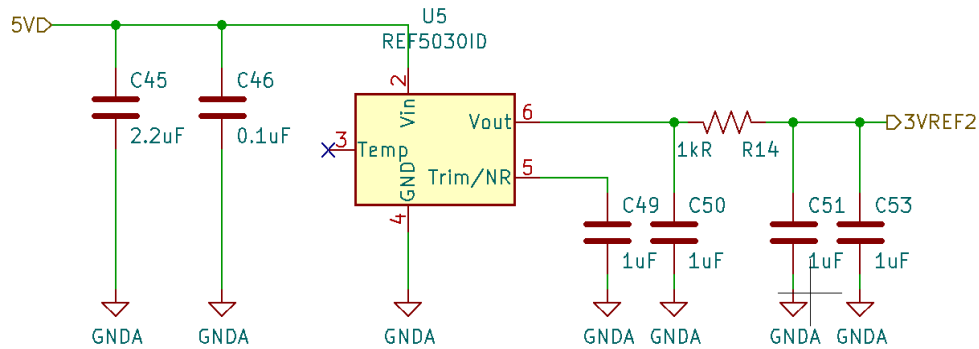 U5
REF5030ID
5V
C45
2.2uF
C46
0.1uF
2
Vin
3
Temp
GND
4
Vout
6
Trim/NR
5
1kR
R14
3VREF2
C49
1uF
C50
1uF
C51
1uF
C53
1uF
GNDA
GNDA
GNDA
GNDA
GNDA
GNDA
GNDA